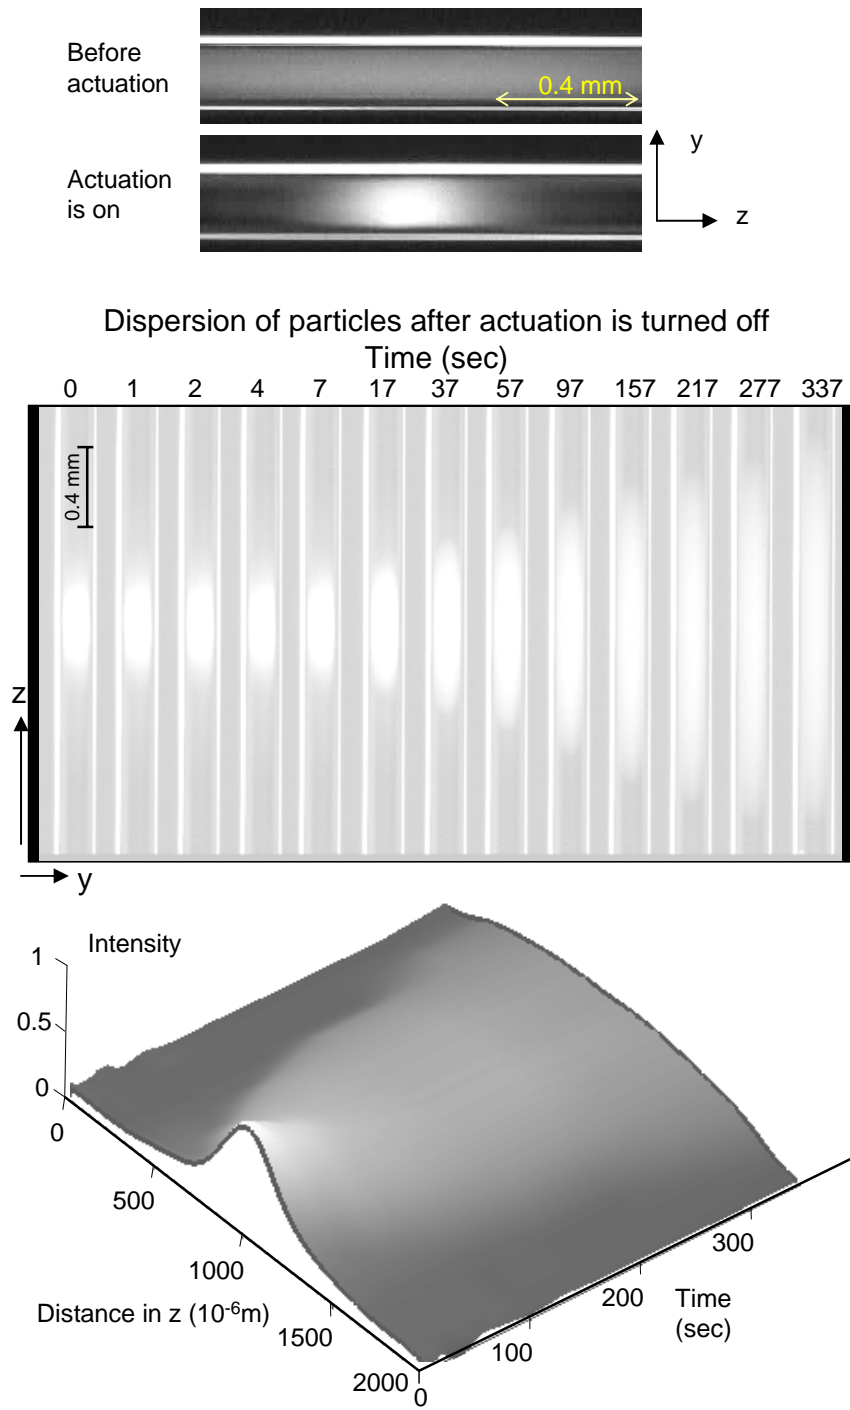 Before
actuation
0.4 mm
Actuation
is on
y
z
Dispersion of particles after actuation is turned off
Time (sec)
0 1 2 4 7 17 37 57 97 157 217 277 337
0.4 mm
z
y
Intensity
1
0.5
0
0
500
1000
1500
2000
Distance in z (10⁻⁶m)
0
100
200
300
Time
(sec)